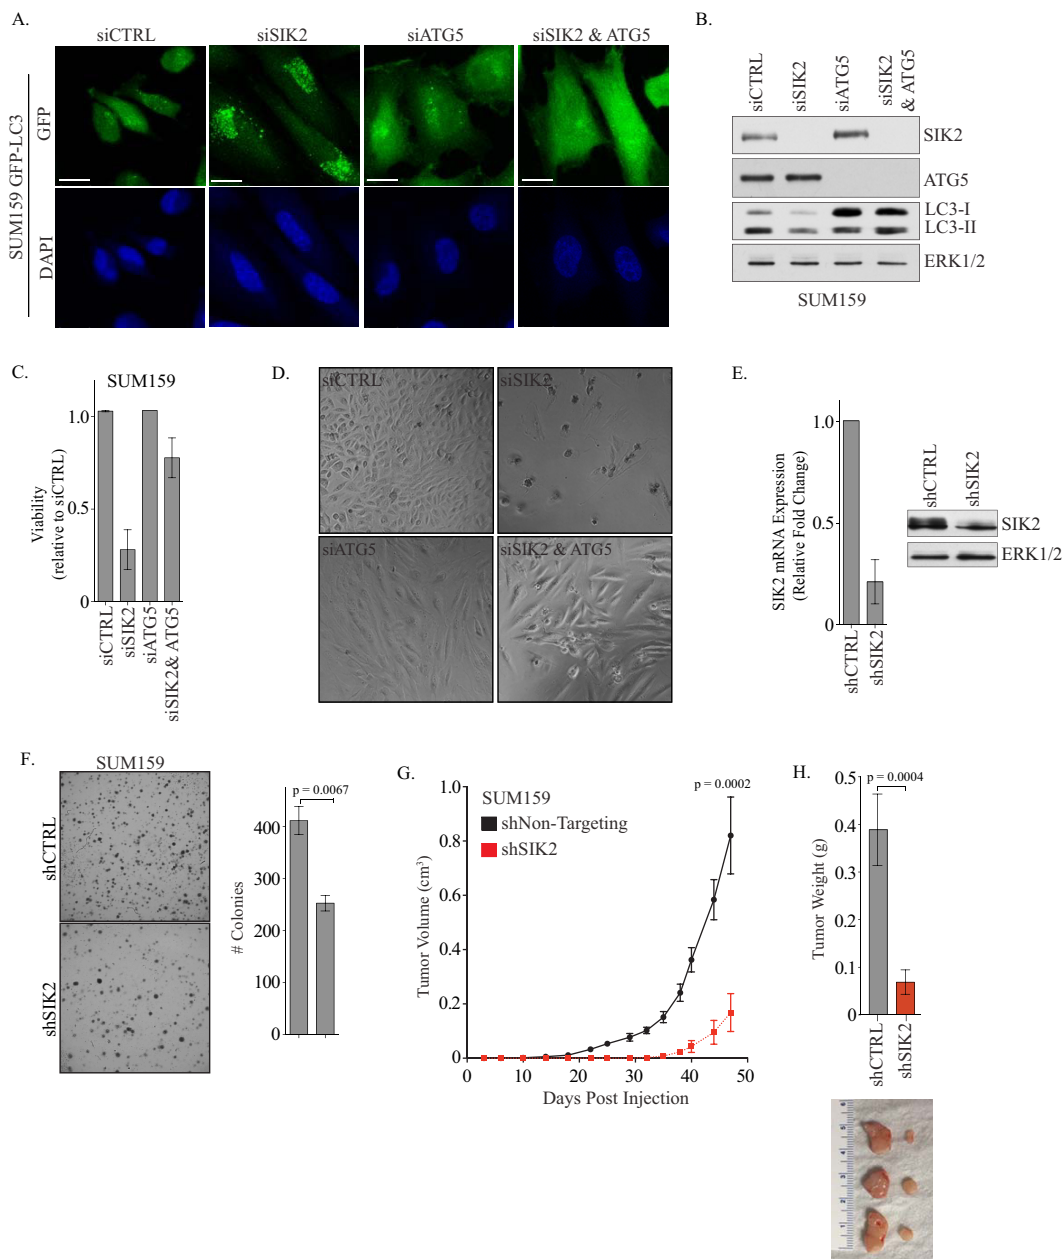 A.
siCTRL
siSIK2
siATG5
siSIK2 & ATG5
SUM159 GFP-LC3
GFP
DAPI
B.
siCTRL
siSIK2
siATG5
siSIK2
& ATG5
SIK2
ATG5
LC3-I
LC3-II
ERK1/2
SUM159
C.
SUM159
Viability
(relative to siCTRL)
1.0
0.5
0
siCTRL
siSIK2
siATG5
siSIK2& ATG5
D.
siCTRL
siSIK2
siATG5
siSIK2 & ATG5
E.
SIK2 mRNA Expression
(Relative Fold Change)
1.0
0.5
0
shCTRL
shSIK2
shCTRL
shSIK2
SIK2
ERK1/2
F.
SUM159
shCTRL
shSIK2
p = 0.0067
# Colonies
400
300
200
100
0
G.
SUM159
shNon-Targeting
shSIK2
p = 0.0002
Tumor Volume (cm³)
1.0
0.8
0.6
0.4
0.2
0
0
10
20
30
40
50
Days Post Injection
H.
p = 0.0004
Tumor Weight (g)
0.5
0.4
0.3
0.2
0.1
0
shCTRL
shSIK2